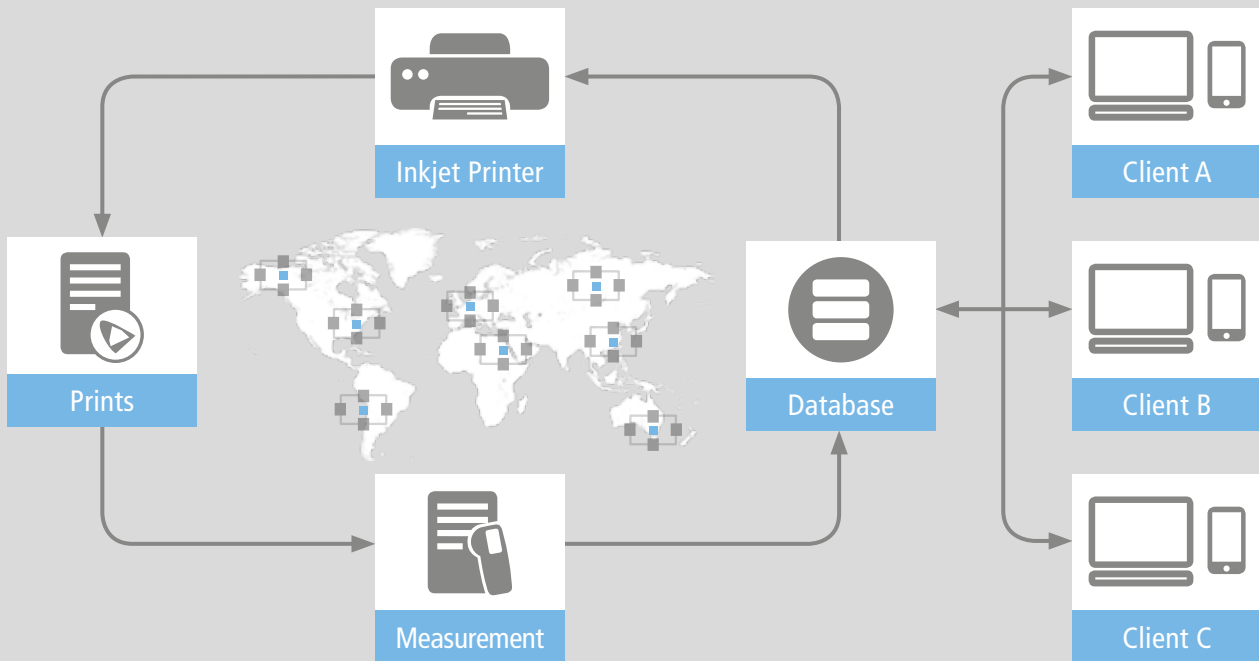 Inkjet Printer
Client A
Prints
Database
Client B
Measurement
Client C